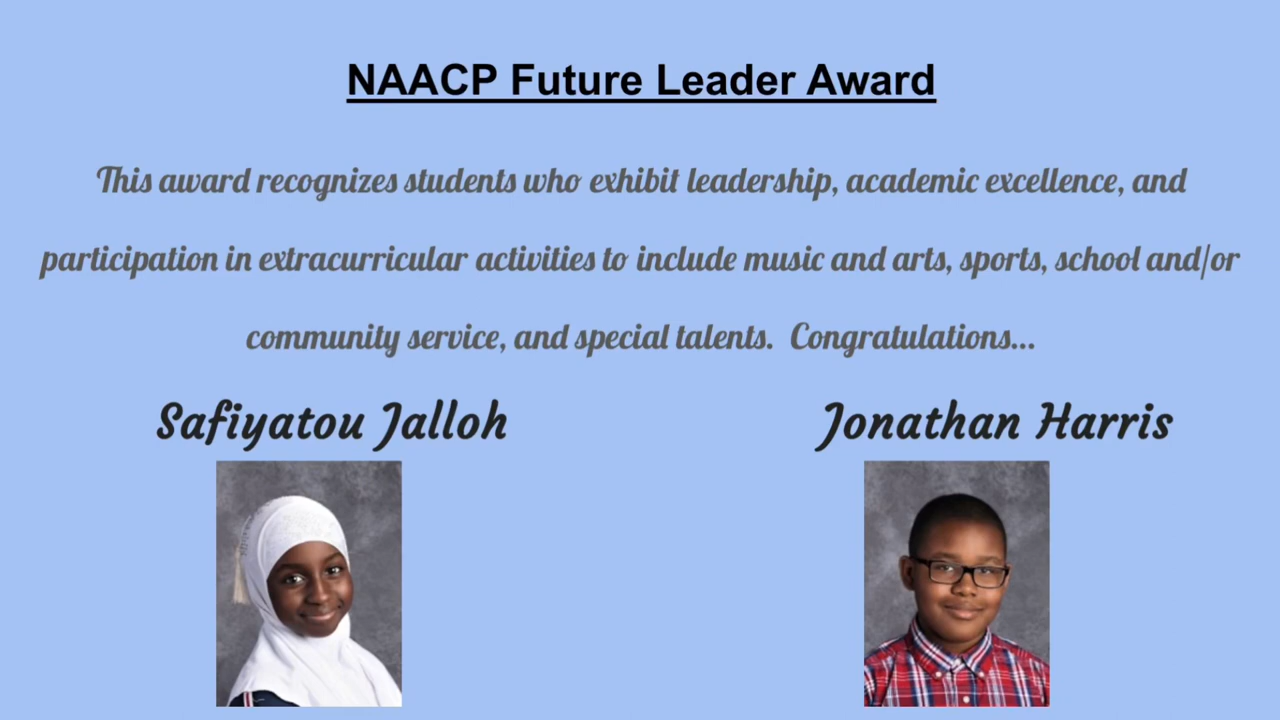 NAACP Future Leader Award
This award recognizes students who exhibit leadership, academic excellence, and
participation in extracurricular activities to include music and arts, sports, school and/or
community service, and special talents.  Congratulations...
Safiyatou Jalloh
Jonathan Harris